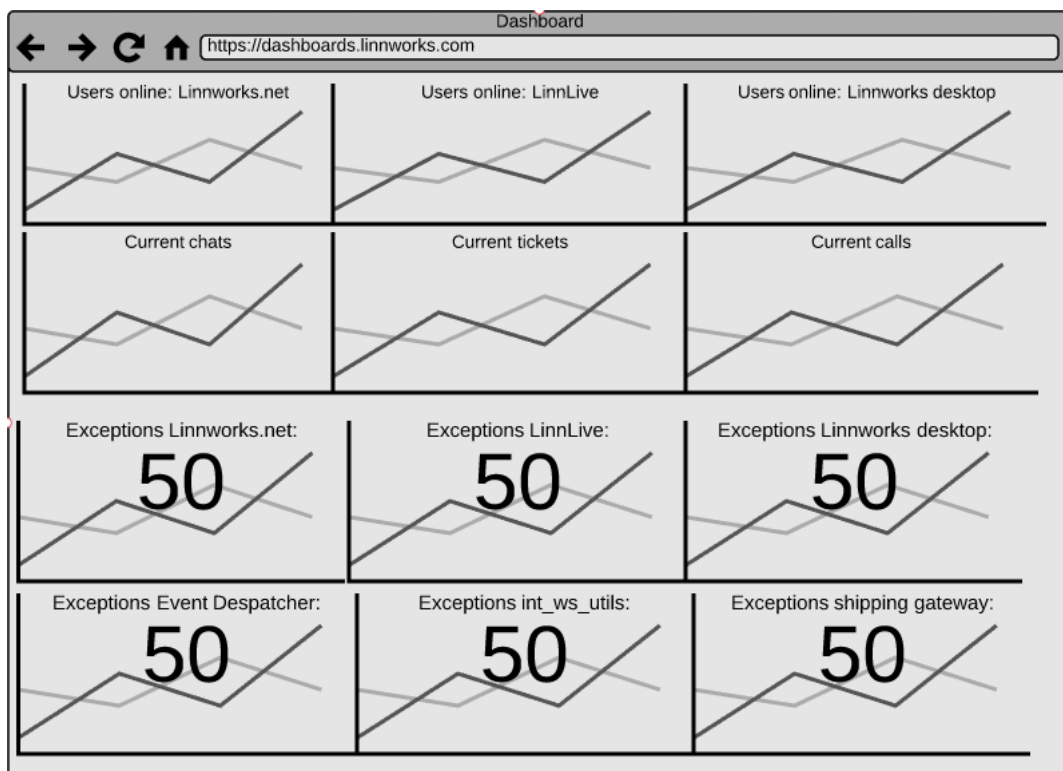 Dashboard
https://dashboards.linnworks.com
Users online: Linnworks.net
Users online: LinnLive
Users online: Linnworks desktop
Current chats
Current tickets
Current calls
Exceptions Linnworks.net:
50
Exceptions LinnLive:
50
Exceptions Linnworks desktop:
50
Exceptions Event Despatcher:
50
Exceptions int_ws_utils:
50
Exceptions shipping gateway:
50